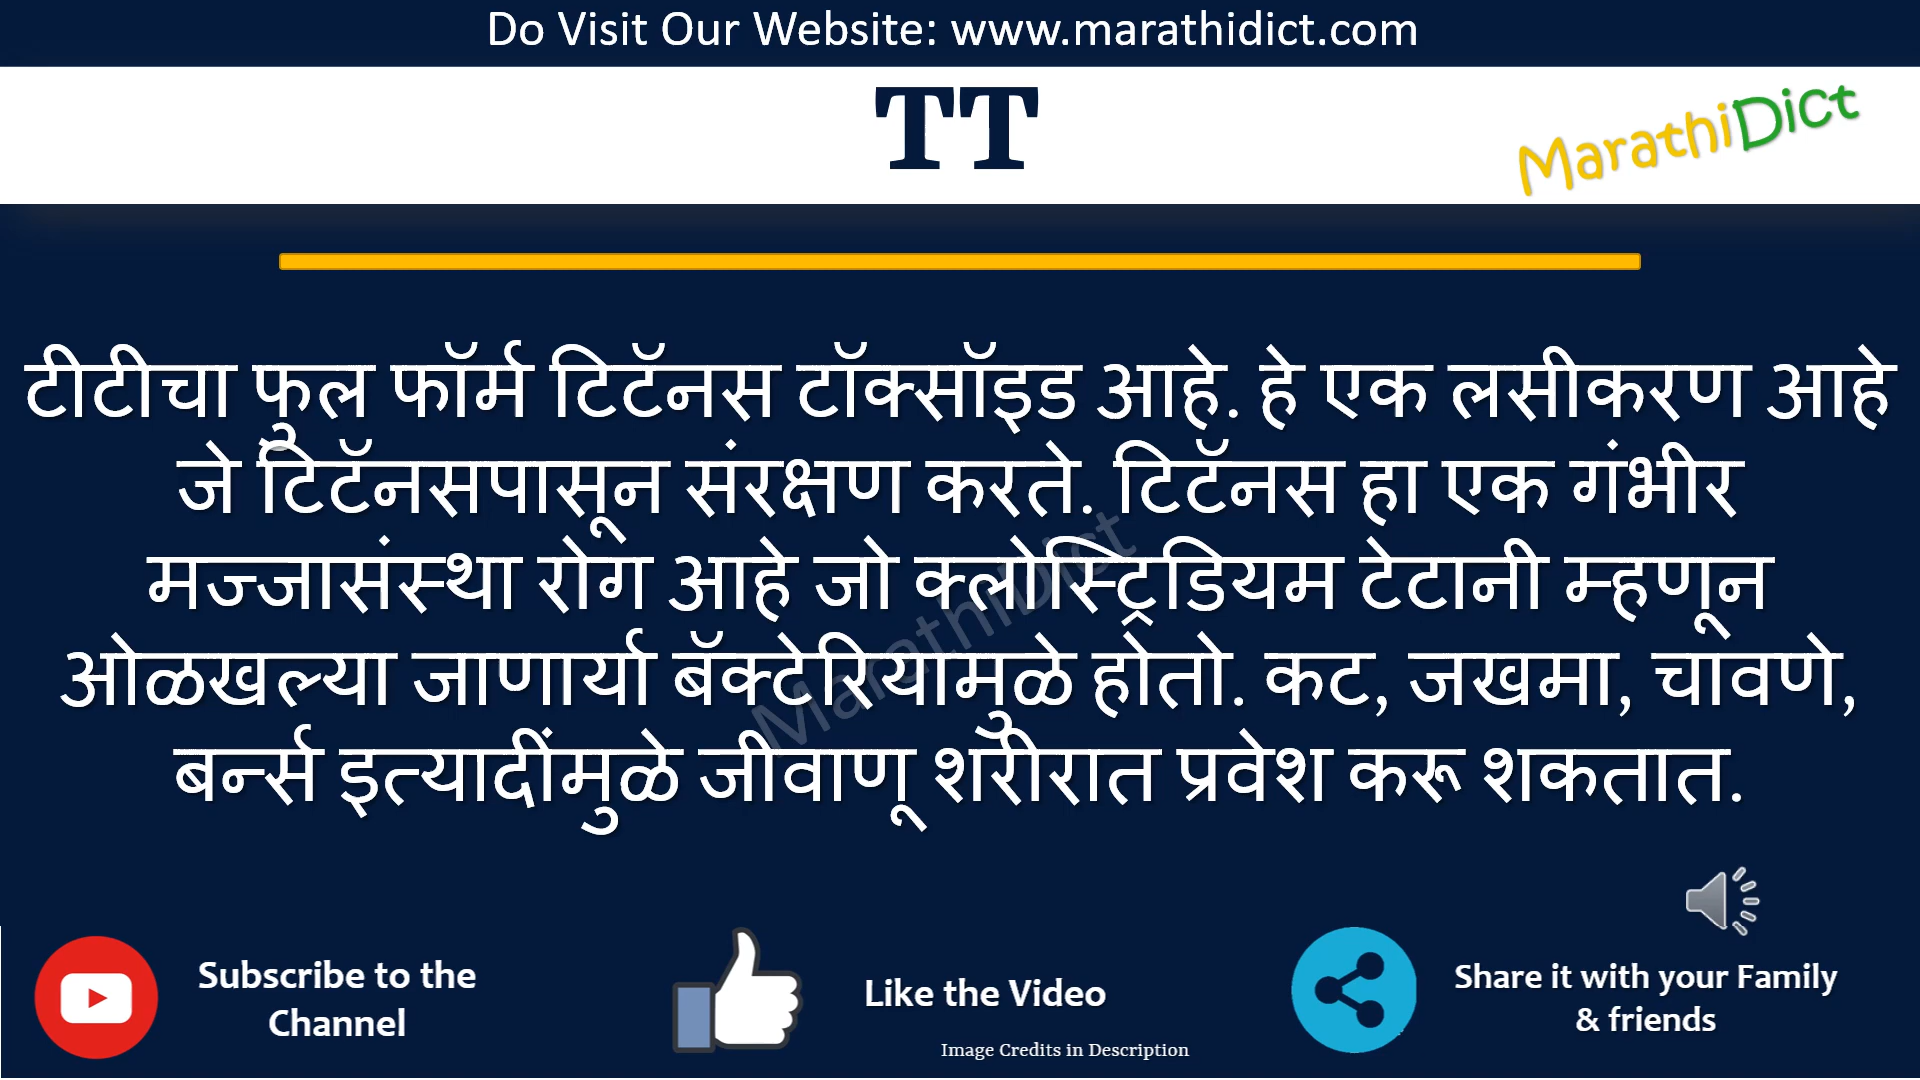 Do Visit Our Website: www.marathidict.com
TT
MarathiDict
टीटीचा फुल फॉर्म टिटॅनस टॉक्सॉइड आहे. हे एक लसीकरण आहे
जे टिटॅनसपासून संरक्षण करते. टिटॅनस हा एक गंभीर
मज्जासंस्था रोग आहे जो क्लोस्ट्रिडियम टेटानी म्हणून
ओळखल्या जाणार्या बॅक्टेरियामुळे होतो. कट, जखमा, चावणे,
बर्न्स इत्यादींमुळे जीवाणू शरीरात प्रवेश करू शकतात.
MarathiDict
Subscribe to the
Channel
Like the Video
Share it with your Family
& friends
Image Credits in Description